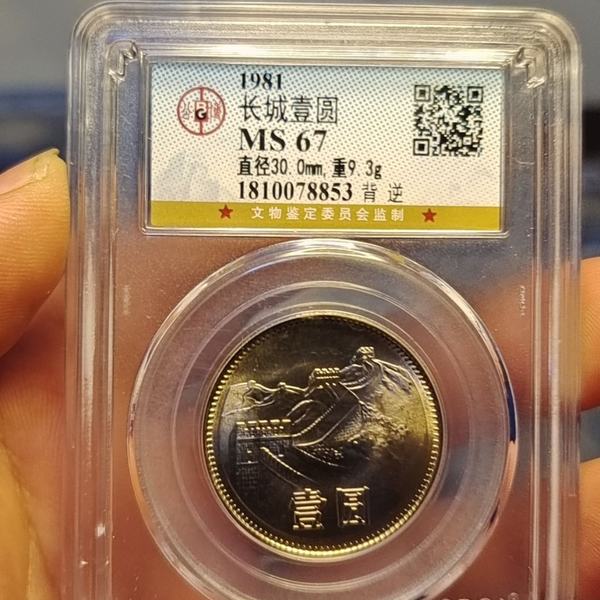 1981
长城壹圆
MS 67
直径30.0mm,重9.3g
1810078853 背 逆
★ 文物鉴定委员会监制 ★
壹圆